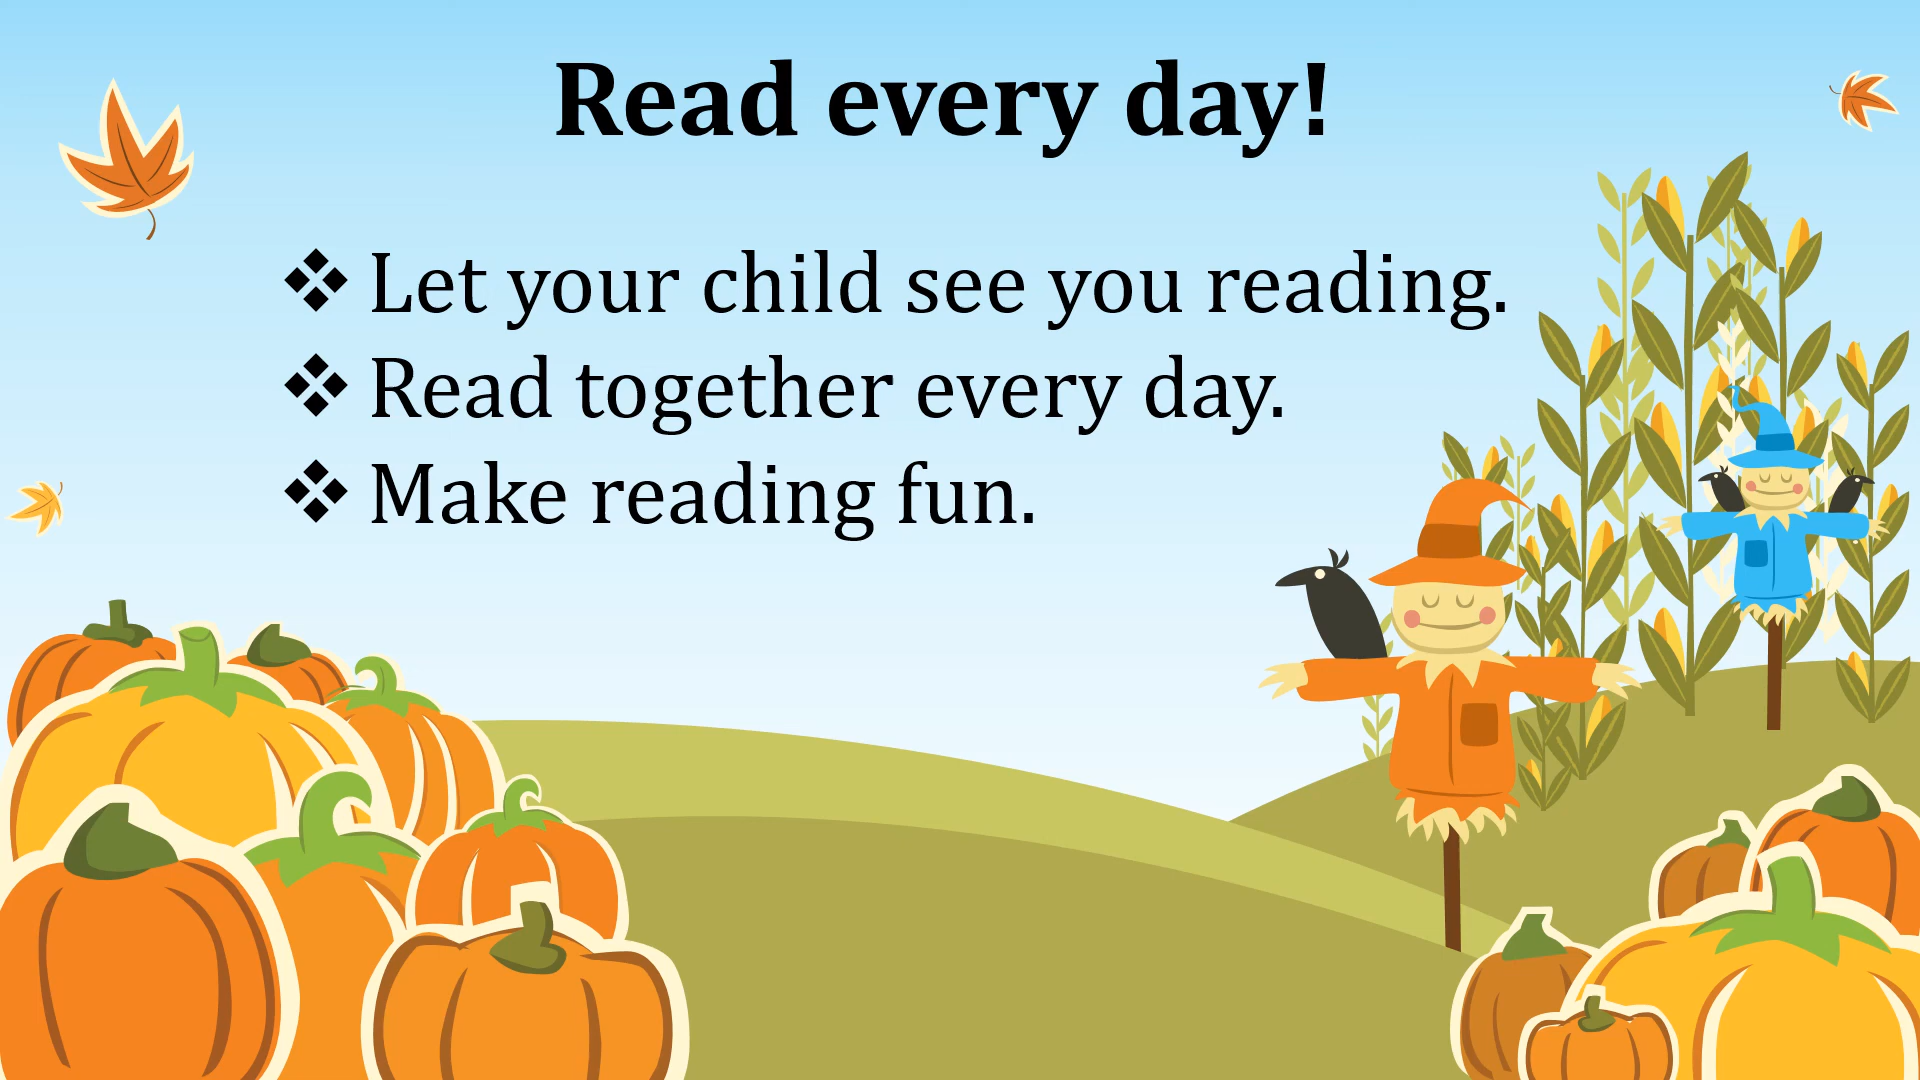 Read every day!
❖ Let your child see you reading.
❖ Read together every day.
❖ Make reading fun.